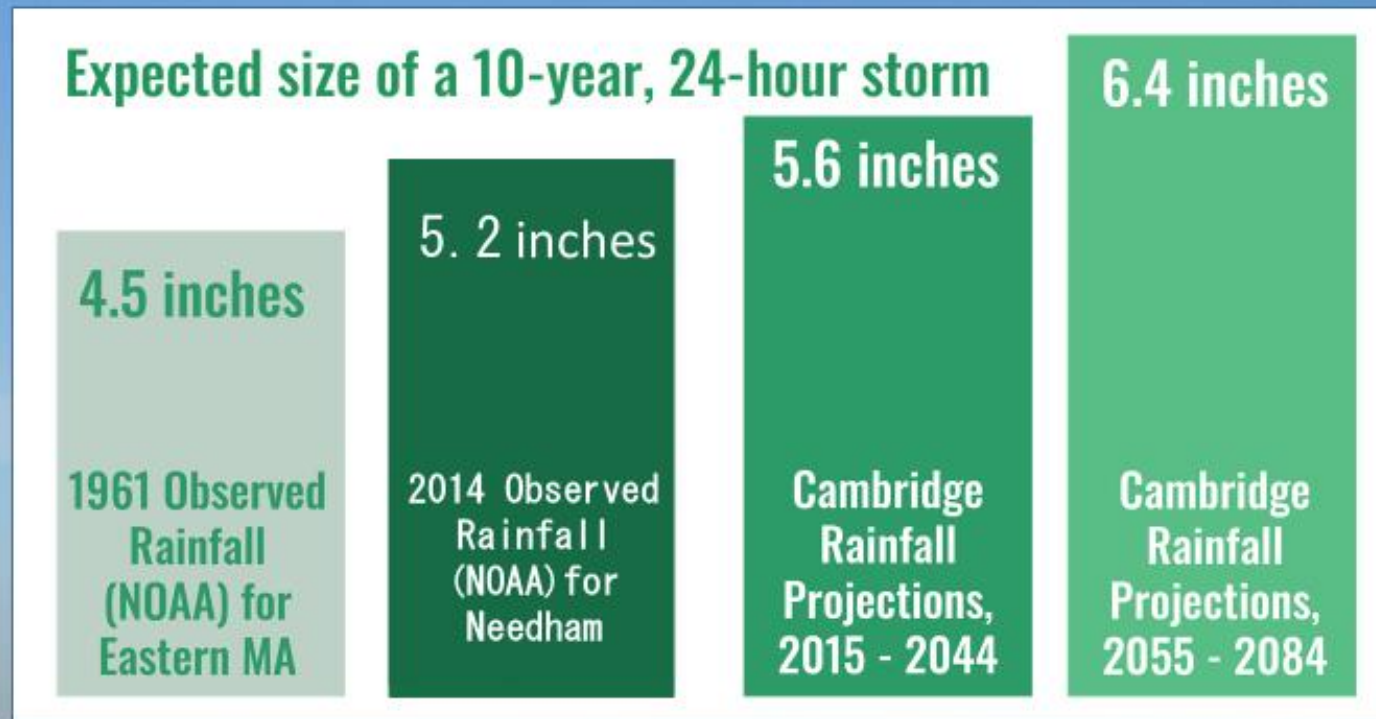 Expected size of a 10-year, 24-hour storm
4.5 inches
1961 Observed
Rainfall
(NOAA) for
Eastern MA
5. 2 inches
2014 Observed
Rainfall
(NOAA) for
Needham
5.6 inches
Cambridge
Rainfall
Projections,
2015 - 2044
6.4 inches
Cambridge
Rainfall
Projections,
2055 - 2084